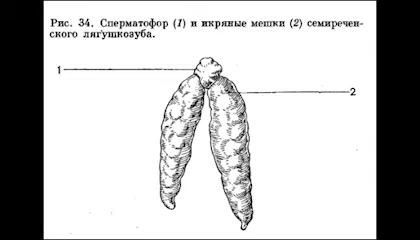 Рис. 34. Сперматофор (1) и икряные мешки (2) семиречен-
ского лягушкозуба.
1
2